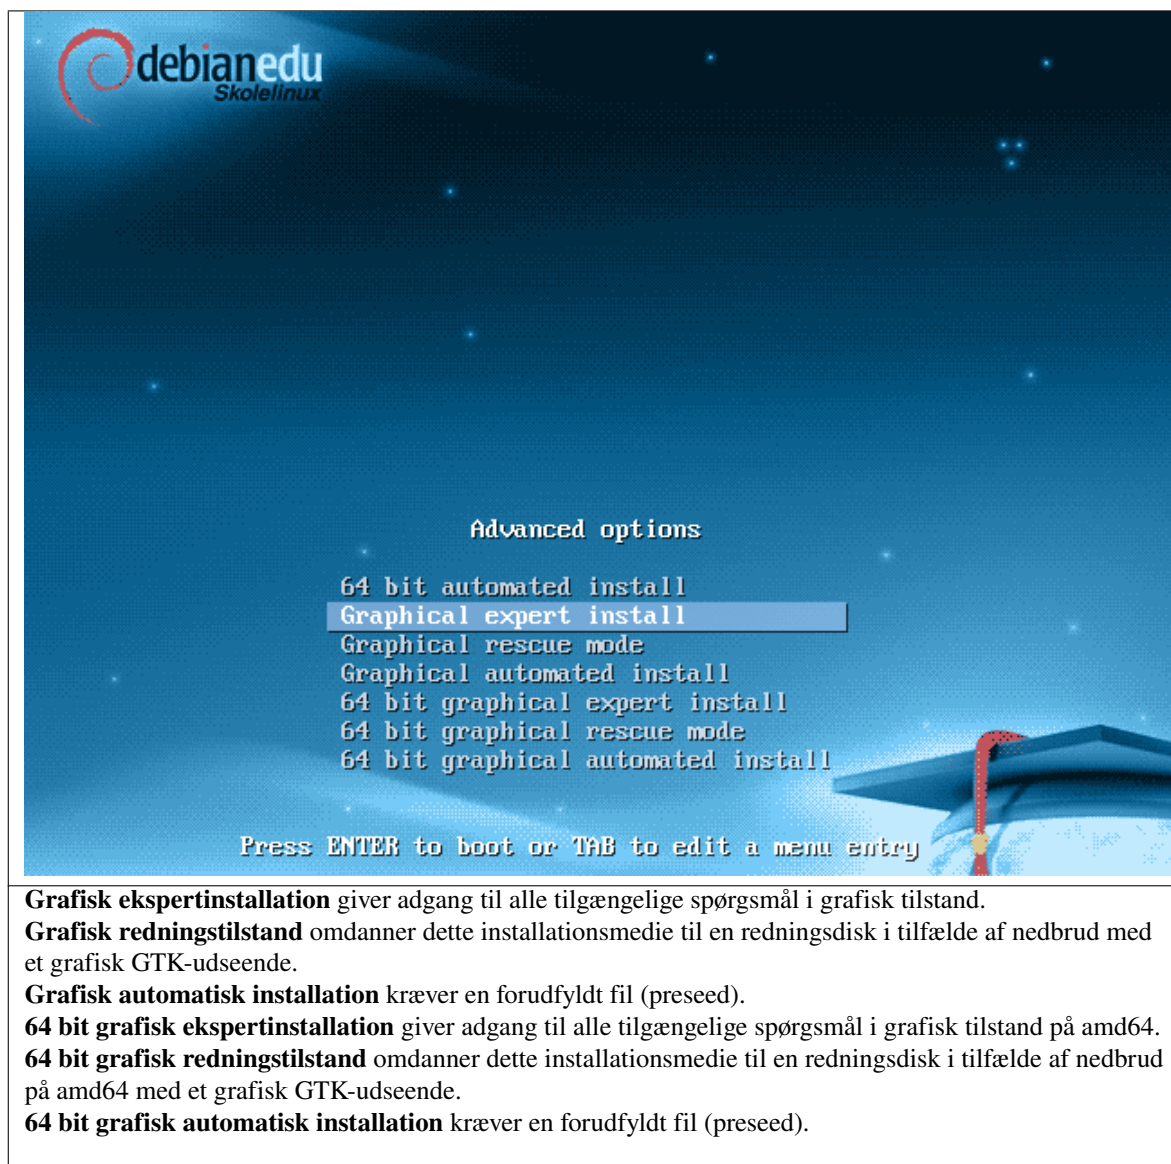 debianedu
Skolelinux
Advanced options
64 bit automated install
Graphical expert install
Graphical rescue mode
Graphical automated install
64 bit graphical expert install
64 bit graphical rescue mode
64 bit graphical automated install
Press ENTER to boot or TAB to edit a menu entry
Grafisk ekspertinstallation giver adgang til alle tilgængelige spørgsmål i grafisk tilstand.
Grafisk redningstilstand omdanner dette installationsmedie til en redningsdisk i tilfælde af nedbrud med
et grafisk GTK-udseende.
Grafisk automatisk installation kræver en forudfyldt fil (preseed).
64 bit grafisk ekspertinstallation giver adgang til alle tilgængelige spørgsmål i grafisk tilstand på amd64.
64 bit grafisk redningstilstand omdanner dette installationsmedie til en redningsdisk i tilfælde af nedbrud
på amd64 med et grafisk GTK-udseende.
64 bit grafisk automatisk installation kræver en forudfyldt fil (preseed).